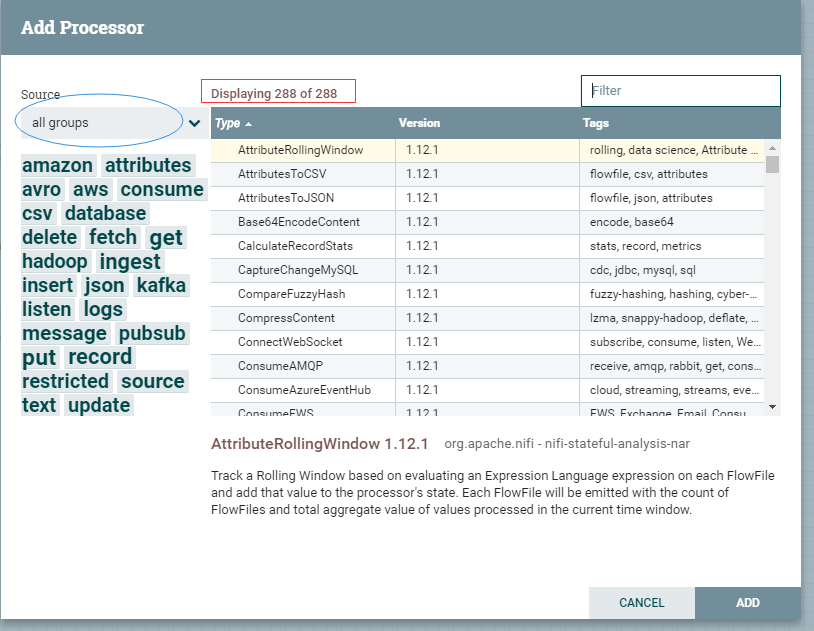 Add Processor
Source
Displaying 288 of 288
Filter
all groups
Type Version Tags
amazon attributes
avro aws consume
csv database
delete fetch get
hadoop ingest
insert json kafka
listen logs
message pubsub
put record
restricted source
text update
AttributeRollingWindow 1.12.1 rolling, data science, Attribute ...
AttributesToCSV 1.12.1 flowfile, csv, attributes
AttributesToJSON 1.12.1 flowfile, json, attributes
Base64EncodeContent 1.12.1 encode, base64
CalculateRecordStats 1.12.1 stats, record, metrics
CaptureChangeMySQL 1.12.1 cdc, jdbc, mysql, sql
CompareFuzzyHash 1.12.1 fuzzy-hashing, hashing, cyber-...
CompressContent 1.12.1 lzma, snappy-hadoop, deflate, ...
ConnectWebSocket 1.12.1 subscribe, consume, listen, We...
ConsumeAMQP 1.12.1 receive, amqp, rabbit, get, cons...
ConsumeAzureEventHub 1.12.1 cloud, streaming, streams, eve...
ConsumeEWS 1.12.1 EWS, Exchange, Email, Consu...
AttributeRollingWindow 1.12.1 org.apache.nifi - nifi-stateful-analysis-nar
Track a Rolling Window based on evaluating an Expression Language expression on each FlowFile
and add that value to the processor's state. Each FlowFile will be emitted with the count of
FlowFiles and total aggregate value of values processed in the current time window.
CANCEL ADD